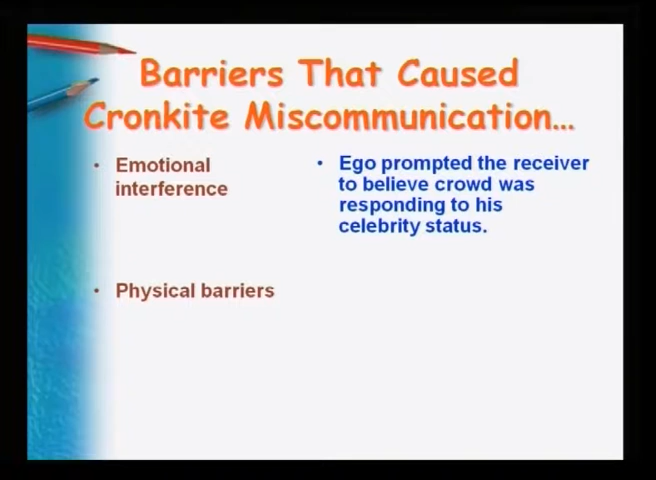 Barriers That Caused
Cronkite Miscommunication...
• Emotional
interference
• Ego prompted the receiver
to believe crowd was
responding to his
celebrity status.
• Physical barriers